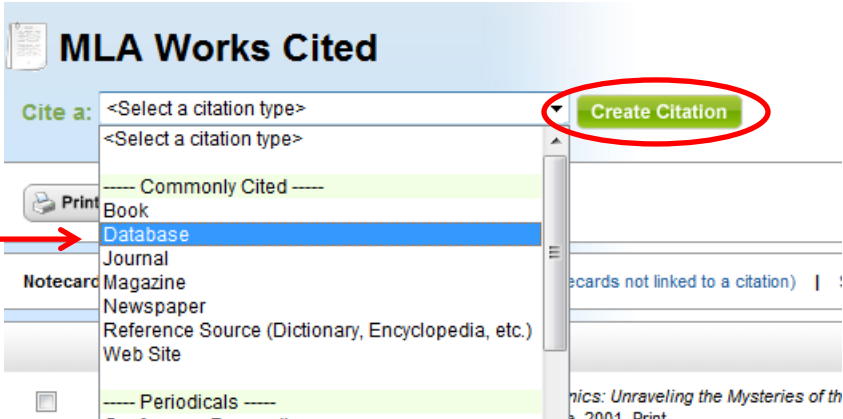 MLA Works Cited
Cite a: <Select a citation type> Create Citation
<Select a citation type>
----- Commonly Cited -----
Print
Book
Database
Journal
Notecard
Magazine
ecards not linked to a citation) |
Newspaper
Reference Source (Dictionary, Encyclopedia, etc.)
Web Site
----- Periodicals -----
nics: Unraveling the Mysteries of th
2001. Print